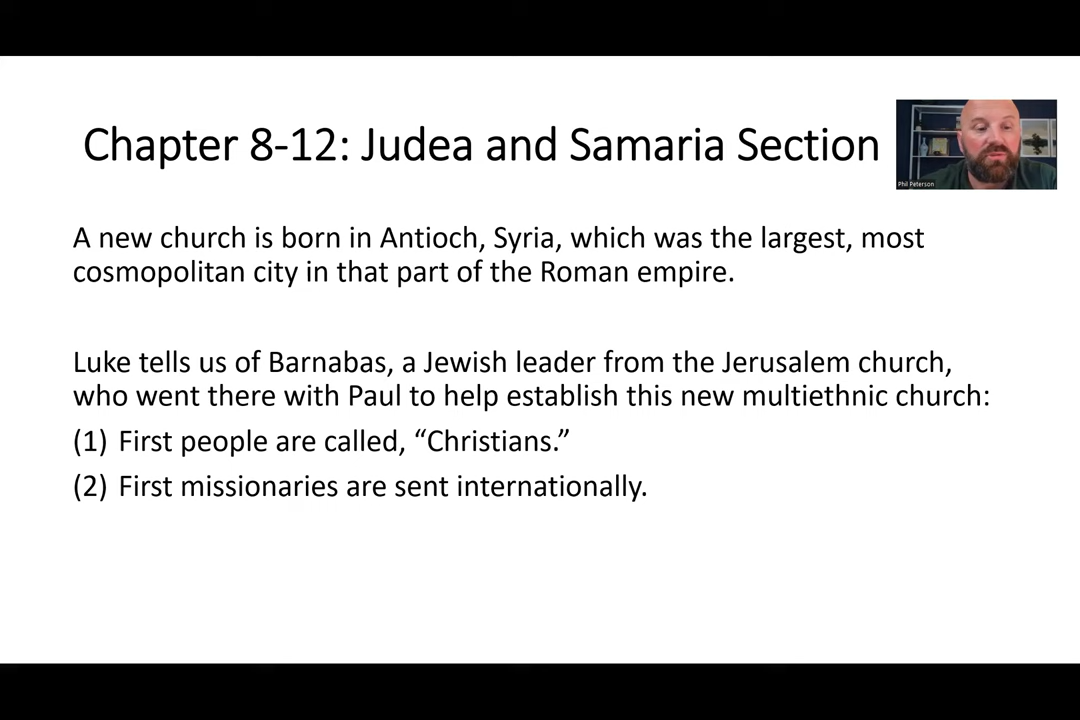 Chapter 8-12: Judea and Samaria Section
Phil Peterson
A new church is born in Antioch, Syria, which was the largest, most
cosmopolitan city in that part of the Roman empire.
Luke tells us of Barnabas, a Jewish leader from the Jerusalem church,
who went there with Paul to help establish this new multiethnic church:
(1) First people are called, “Christians.”
(2) First missionaries are sent internationally.